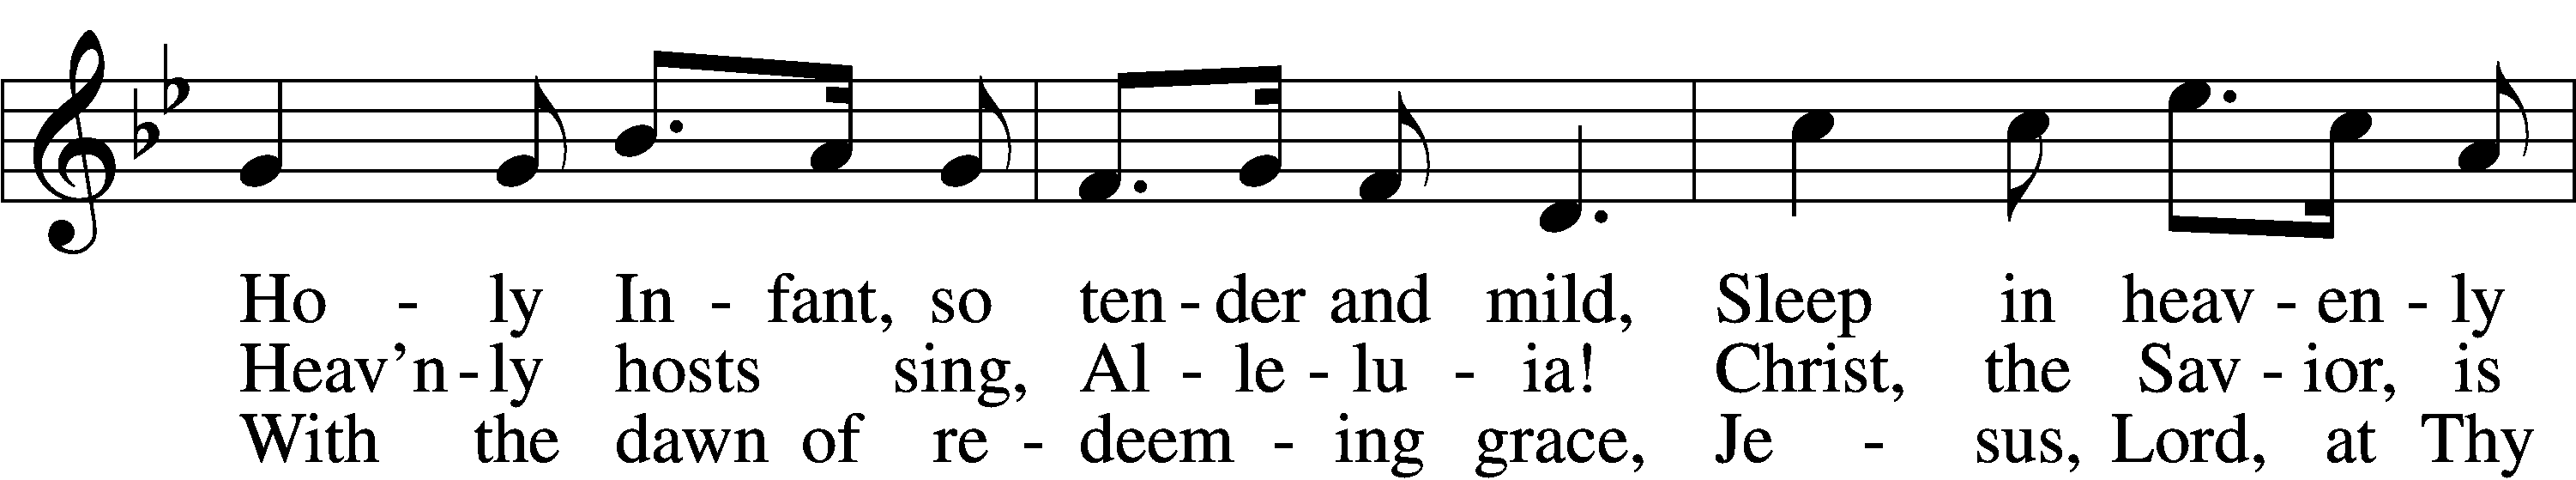 Ho - ly In - fant, so ten - der and mild, Sleep in heav - en - ly
Heav’n - ly hosts sing, Al - le - lu - ia! Christ, the Sav - ior, is
With the dawn of re - deem - ing grace, Je - sus, Lord, at Thy